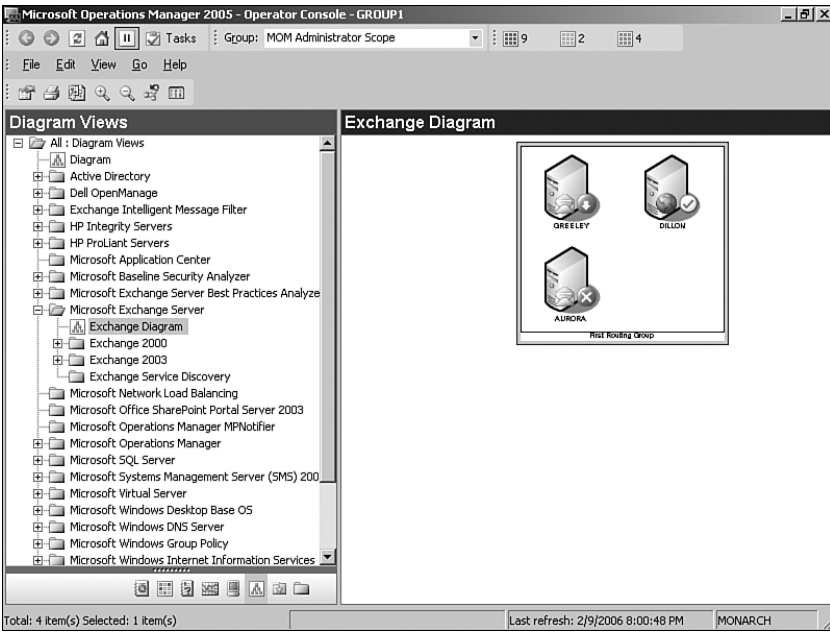 Microsoft Operations Manager 2005 - Operator Console - GROUP1
Tasks Group: MOM Administrator Scope 9 2 4
File Edit View Go Help
Diagram Views
All : Diagram Views
Diagram
Active Directory
Dell OpenManage
Exchange Intelligent Message Filter
HP Integrity Servers
HP ProLiant Servers
Microsoft Application Center
Microsoft Baseline Security Analyzer
Microsoft Exchange Server Best Practices Analyze
Microsoft Exchange Server
Exchange Diagram
Exchange 2000
Exchange 2003
Exchange Service Discovery
Microsoft Network Load Balancing
Microsoft Office SharePoint Portal Server 2003
Microsoft Operations Manager MPNotifier
Microsoft Operations Manager
Microsoft SQL Server
Microsoft Systems Management Server (SMS) 200
Microsoft Virtual Server
Microsoft Windows Desktop Base OS
Microsoft Windows DNS Server
Microsoft Windows Group Policy
Microsoft Windows Internet Information Services
Exchange Diagram
GREELEY
DILLON
AURORA
First Routing Group
Total: 4 item(s) Selected: 1 item(s)
Last refresh: 2/9/2006 8:00:48 PM
MONARCH